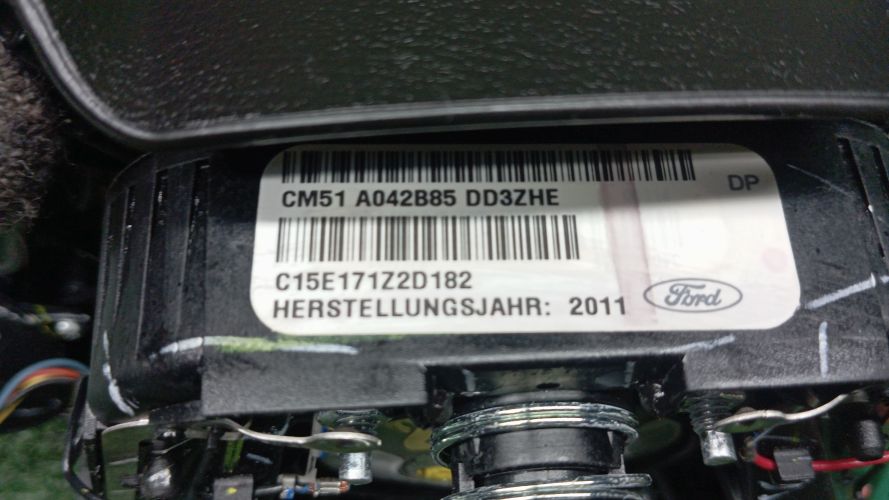 CM51 A042B85 DD3ZHE
DP
C15E171Z2D182
HERSTELLUNGSJAHR: 2011
Ford